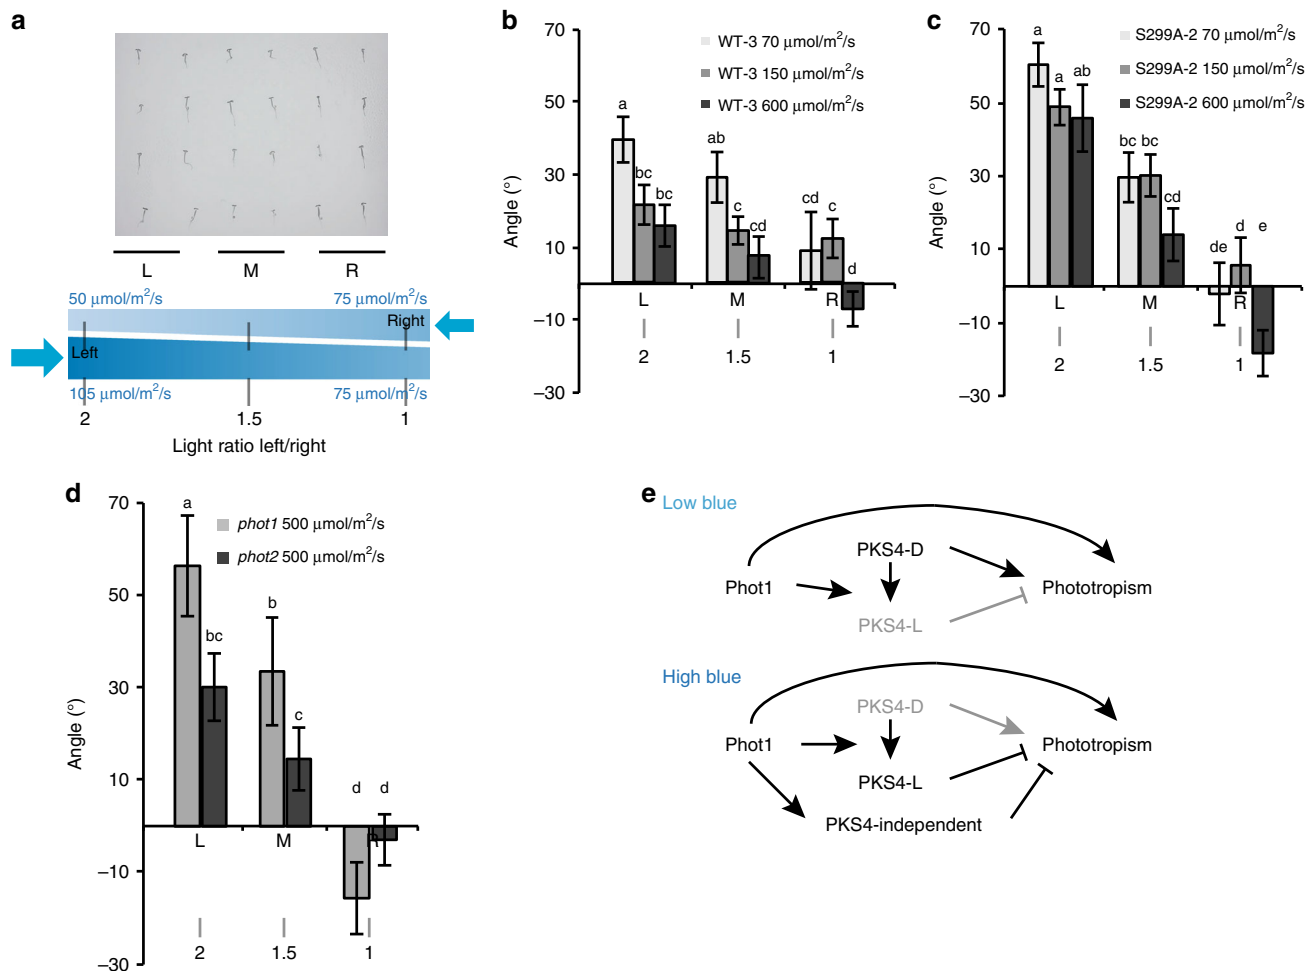 a
L M R
50 μmol/m²/s 75 μmol/m²/s
Right
Left
105 μmol/m²/s 75 μmol/m²/s
2 1.5 1
Light ratio left/right
b
WT-3 70 μmol/m²/s
WT-3 150 μmol/m²/s
WT-3 600 μmol/m²/s
Angle (°)
70
50
30
10
–10
–30
a bc bc
ab c cd
cd c d
L M R
2 1.5 1
c
S299A-2 70 μmol/m²/s
S299A-2 150 μmol/m²/s
S299A-2 600 μmol/m²/s
Angle (°)
70
50
30
10
–10
–30
a a ab
bc bc cd
de d e
L M R
2 1.5 1
d
phot1 500 μmol/m²/s
phot2 500 μmol/m²/s
Angle (°)
70
50
30
10
–10
–30
a bc
b c
d d
L M R
2 1.5 1
e
Low blue
PKS4-D
Phot1 Phototropism
PKS4-L
High blue
PKS4-D
Phot1 Phototropism
PKS4-L
PKS4-independent